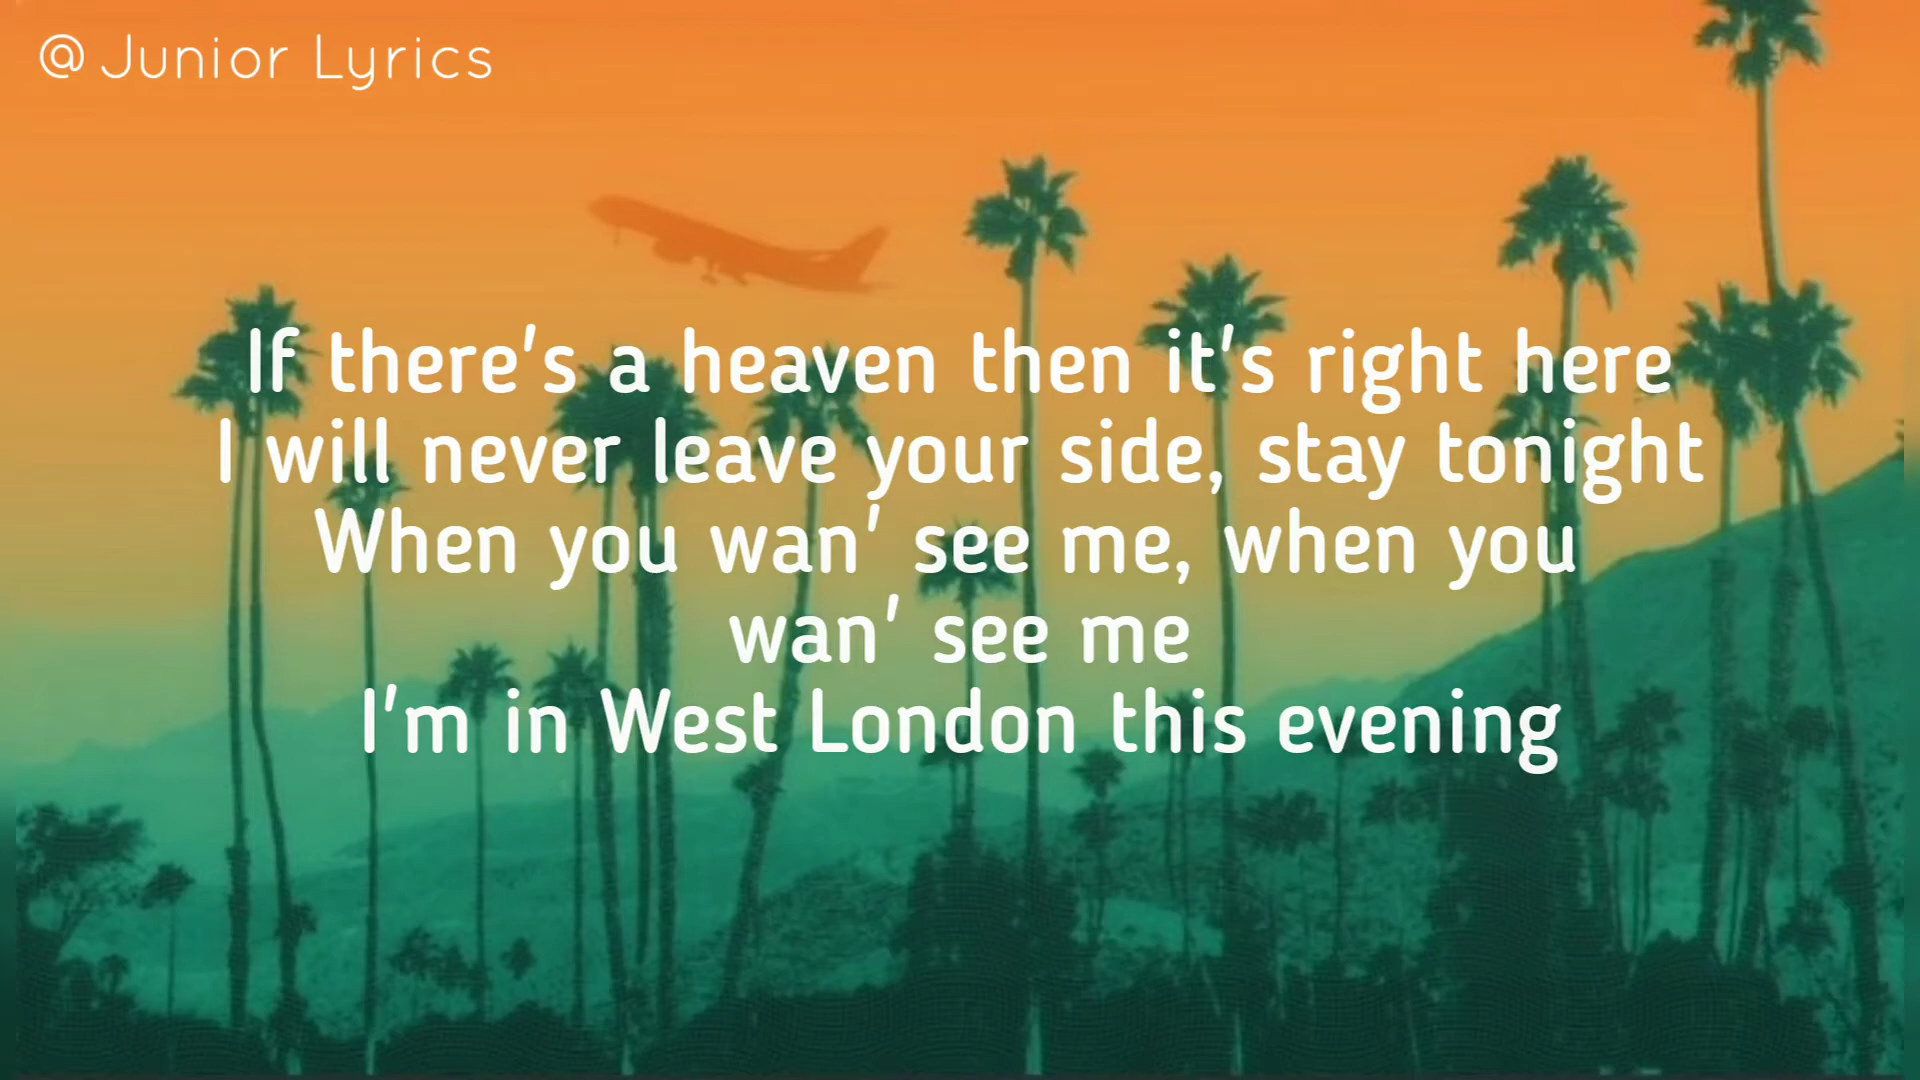 @Junior Lyrics
If there's a heaven then it's right here
I will never leave your side, stay tonight
When you wan' see me, when you
wan' see me
I'm in West London this evening